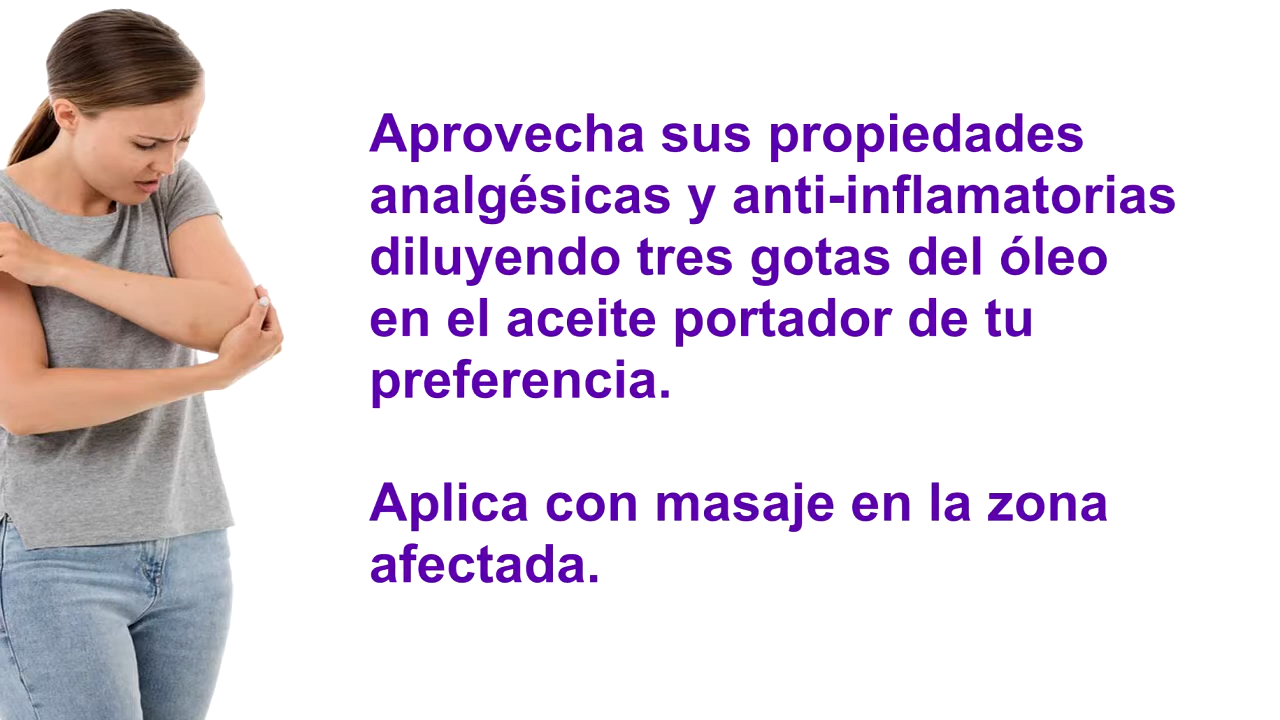 Aprovecha sus propiedades
analgésicas y anti-inflamatorias
diluyendo tres gotas del óleo
en el aceite portador de tu
preferencia.
Aplica con masaje en la zona
afectada.